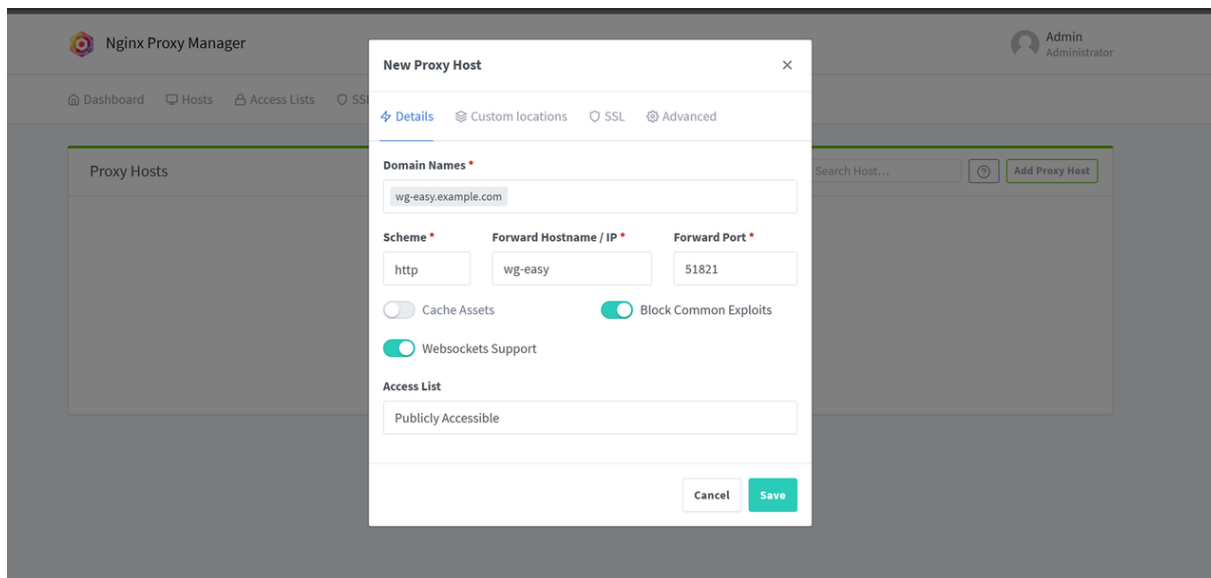 Nginx Proxy Manager
Admin
Administrator
Dashboard Hosts Access Lists
Proxy Hosts
Search Host...
Add Proxy Host
New Proxy Host
Details Custom locations SSL Advanced
Domain Names *
wg-easy.example.com
Scheme * Forward Hostname / IP * Forward Port *
http wg-easy 51821
Cache Assets Block Common Exploits
Websockets Support
Access List
Publicly Accessible
Cancel Save